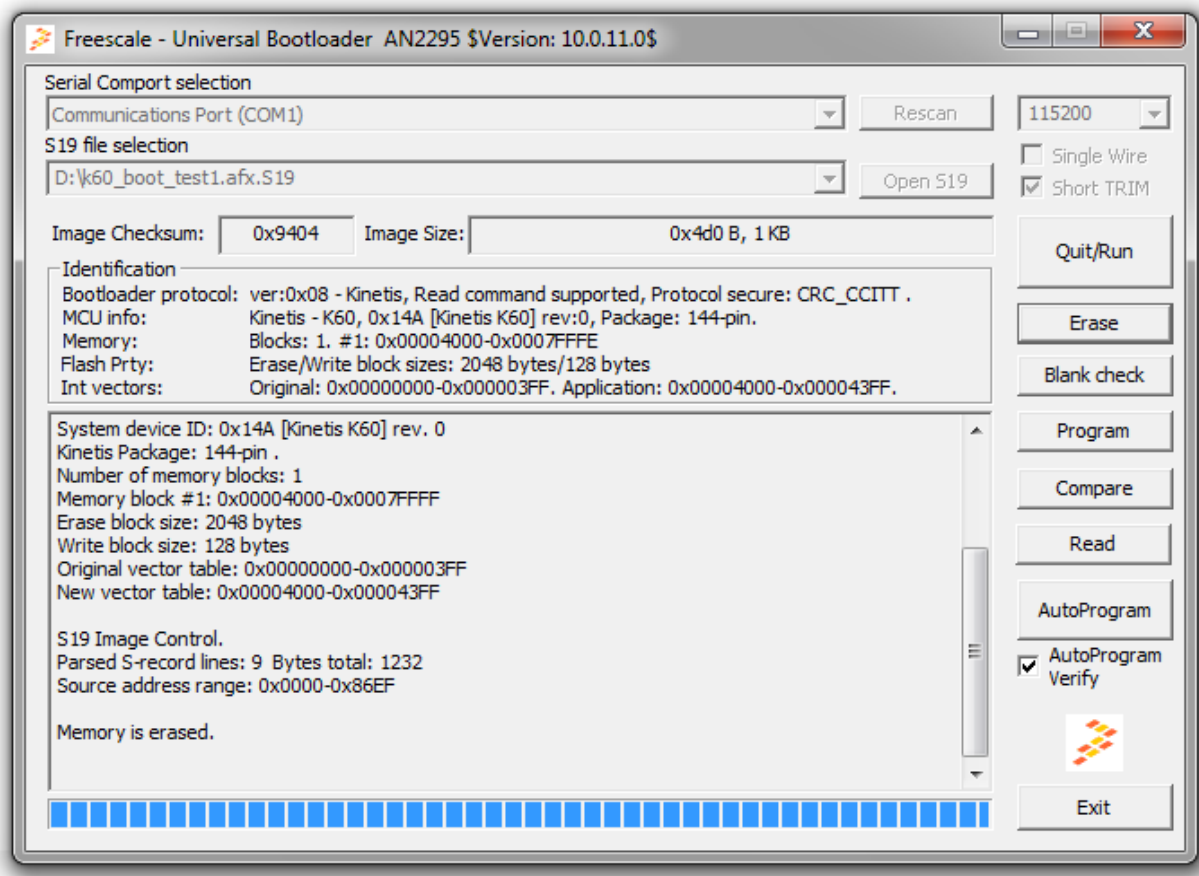 Freescale - Universal Bootloader AN2295 $Version: 10.0.11.0$
Serial Comport selection
Communications Port (COM1)
Rescan
115200
S19 file selection
D:\k60_boot_test1.afx.S19
Open S19
Single Wire
Short TRIM
Image Checksum:
0x9404
Image Size:
0x4d0 B, 1 KB
Quit/Run
Identification
Bootloader protocol: ver:0x08 - Kinetis, Read command supported, Protocol secure: CRC_CCITT .
MCU info: Kinetis - K60, 0x14A [Kinetis K60] rev:0, Package: 144-pin.
Memory: Blocks: 1. #1: 0x00004000-0x0007FFFE
Flash Prty: Erase/Write block sizes: 2048 bytes/128 bytes
Int vectors: Original: 0x00000000-0x000003FF. Application: 0x00004000-0x000043FF.
Erase
Blank check
System device ID: 0x14A [Kinetis K60] rev. 0
Kinetis Package: 144-pin .
Number of memory blocks: 1
Memory block #1: 0x00004000-0x0007FFFF
Erase block size: 2048 bytes
Write block size: 128 bytes
Original vector table: 0x00000000-0x000003FF
New vector table: 0x00004000-0x000043FF
S19 Image Control.
Parsed S-record lines: 9 Bytes total: 1232
Source address range: 0x0000-0x86EF
Memory is erased.
Program
Compare
Read
AutoProgram
AutoProgram
Verify
Exit